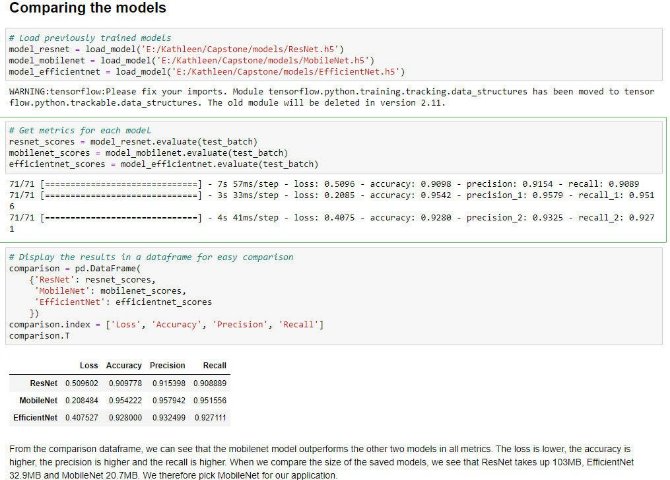 Comparing the models
# Load previously trained models
model_resnet = load_model('E:/Kathleen/Capstone/models/ResNet.h5')
model_mobilenet = load_model('E:/Kathleen/Capstone/models/MobileNet.h5')
model_efficientnet = load_model('E:/Kathleen/Capstone/models/EfficientNet.h5')
WARNING:tensorflow:Please fix your imports. Module tensorflow.python.training.tracking.data_structures has been moved to tensor
flow.python.trackable.data_structures. The old module will be deleted in version 2.11.
# Get metrics for each model
resnet_scores = model_resnet.evaluate(test_batch)
mobilenet_scores = model_mobilenet.evaluate(test_batch)
efficientnet_scores = model_efficientnet.evaluate(test_batch)
71/71 [==============================] - 7s 57ms/step - loss: 0.5096 - accuracy: 0.9098 - precision: 0.9154 - recall: 0.9089
71/71 [==============================] - 3s 33ms/step - loss: 0.2085 - accuracy: 0.9542 - precision_1: 0.9579 - recall_1: 0.951
6
71/71 [==============================] - 4s 41ms/step - loss: 0.4075 - accuracy: 0.9280 - precision_2: 0.9325 - recall_2: 0.927
1
# Display the results in a dataframe for easy comparison
comparison = pd.DataFrame(
{'ResNet': resnet_scores,
'MobileNet': mobilenet_scores,
'EfficientNet': efficientnet_scores
})
comparison.index = ['Loss', 'Accuracy', 'Precision', 'Recall']
comparison.T
Loss Accuracy Precision Recall
ResNet 0.509602 0.909778 0.915398 0.908889
MobileNet 0.208484 0.954222 0.957942 0.951556
EfficientNet 0.407527 0.928000 0.932499 0.927111
From the comparison dataframe, we can see that the mobilenet model outperforms the other two models in all metrics. The loss is lower, the accuracy is
higher, the precision is higher and the recall is higher. When we compare the size of the saved models, we see that ResNet takes up 103MB, EfficientNet
32.9MB and MobileNet 20.7MB. We therefore pick MobileNet for our application.